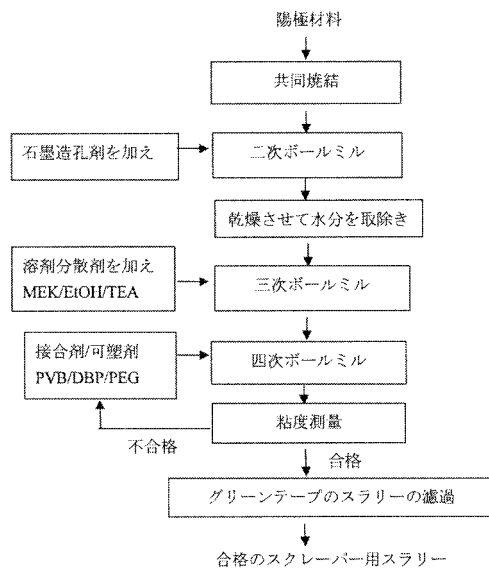 陽極材料
共同焼結
石墨造孔剤を加え
二次ボールミル
乾燥させて水分を取除き
溶剤分散剤を加え
MEK/EtOH/TEA
三次ボールミル
接合剤/可塑剤
PVB/DBP/PEG
四次ボールミル
粘度測量
不合格
合格
グリーンテープのスラリーの濾過
合格のスクレーパー用スラリー